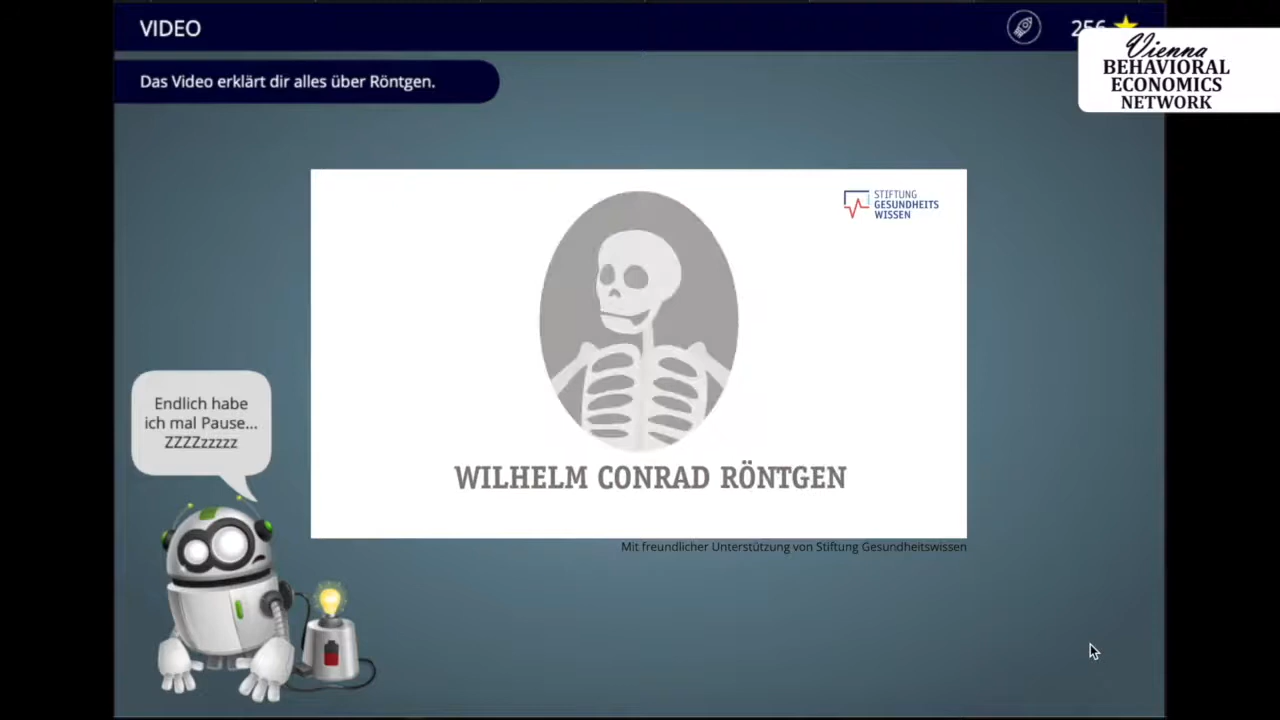 VIDEO
256
Vienna
BEHAVIORAL
ECONOMICS
NETWORK
Das Video erklärt dir alles über Röntgen.
STIFTUNG
GESUNDHEITS
WISSEN
Endlich habe
ich mal Pause...
ZZZZzzzzz
WILHELM CONRAD RÖNTGEN
Mit freundlicher Unterstützung von Stiftung Gesundheitswissen